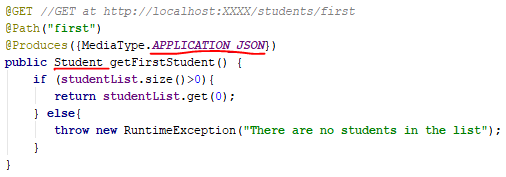 @GET //GET at http://localhost:XXXX/students/first
@Path("first")
@Produces({MediaType.APPLICATION_JSON})
public Student getFirstStudent() {
if (studentList.size()>0){
return studentList.get(0);
} else{
throw new RuntimeException("There are no students in the list");
}
}